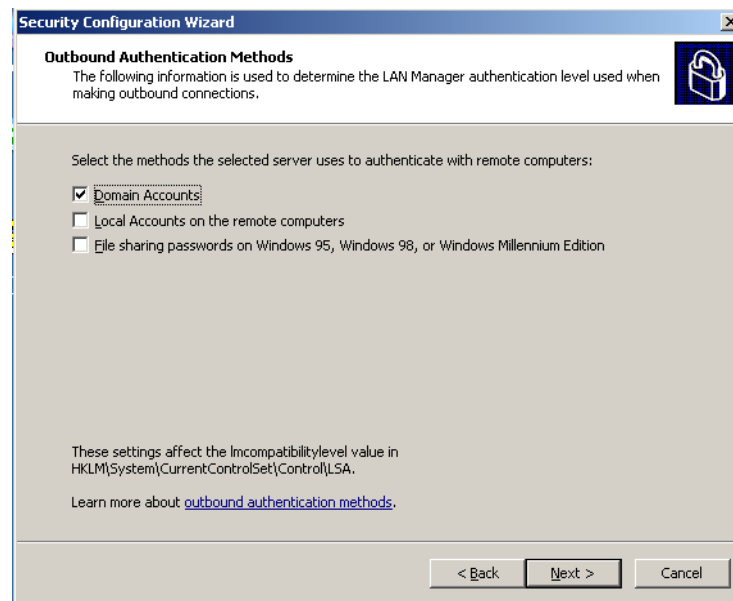 Security Configuration Wizard
Outbound Authentication Methods
The following information is used to determine the LAN Manager authentication level used when
making outbound connections.
Select the methods the selected server uses to authenticate with remote computers:
Domain Accounts
Local Accounts on the remote computers
File sharing passwords on Windows 95, Windows 98, or Windows Millennium Edition
These settings affect the lmcompatibilitylevel value in
HKLM\System\CurrentControlSet\Control\LSA.
Learn more about outbound authentication methods.
< Back Next > Cancel